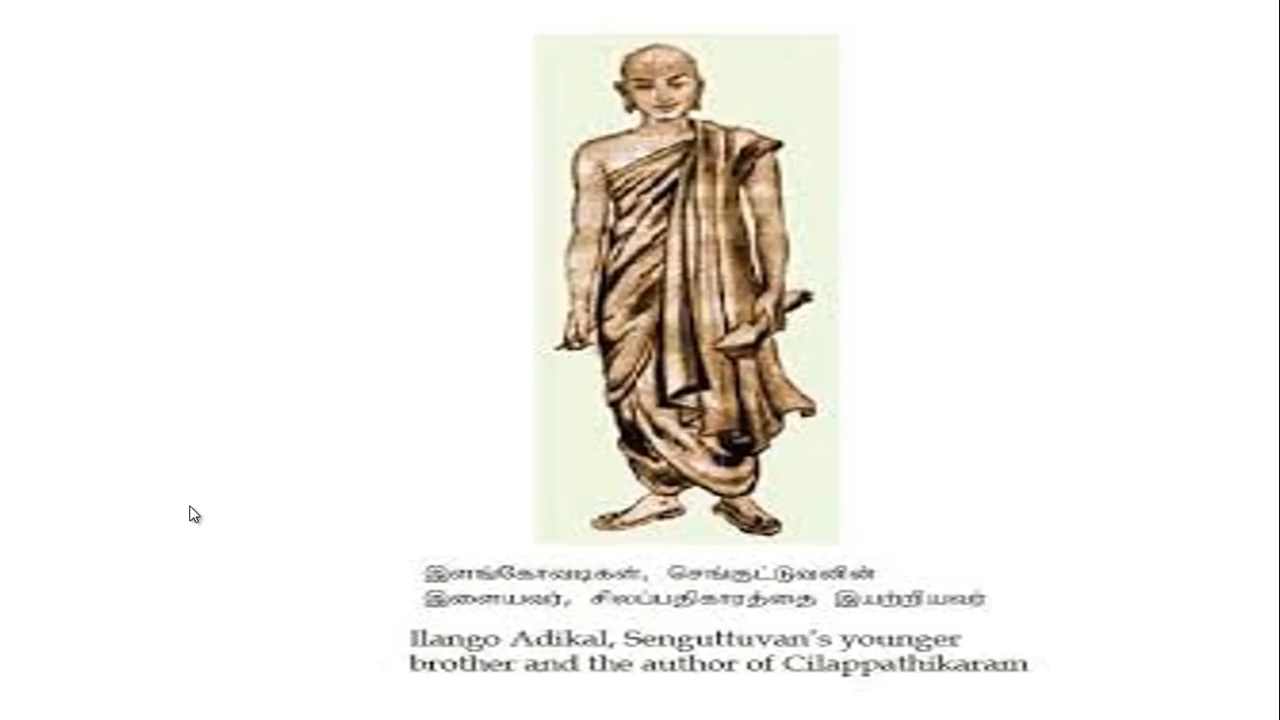 இளங்கோவடிகள், செங்குட்டுவனின்
இளையவர், சிலப்பதிகாரத்தை இயற்றியவர்
Ilango Adikal, Senguttuvan's younger
brother and the author of Cilappathikaram